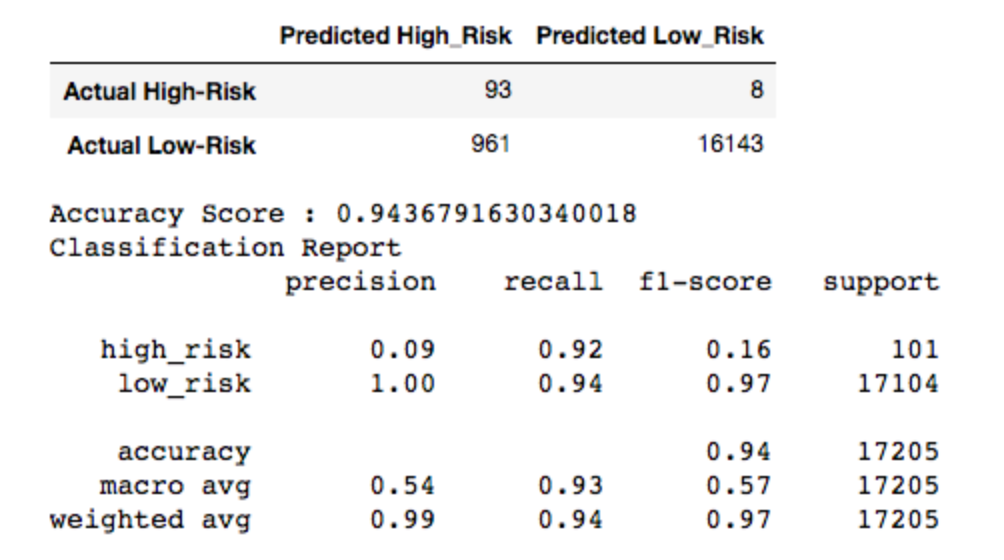 Predicted High_Risk Predicted Low_Risk
Actual High-Risk 93 8
Actual Low-Risk 961 16143
Accuracy Score : 0.9436791630340018
Classification Report
precision recall f1-score support
high_risk 0.09 0.92 0.16 101
low_risk 1.00 0.94 0.97 17104
accuracy 0.94 17205
macro avg 0.54 0.93 0.57 17205
weighted avg 0.99 0.94 0.97 17205